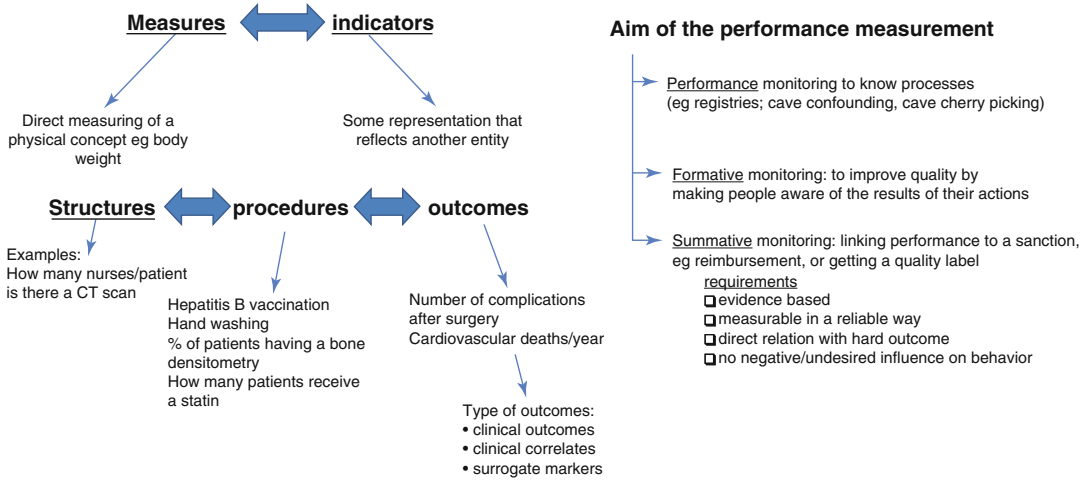 Measures indicators
Direct measuring of a
physical concept eg body
weight
Some representation that
reflects another entity
Structures procedures outcomes
Examples:
How many nurses/patient
is there a CT scan
Hepatitis B vaccination
Hand washing
% of patients having a bone
densitometry
How many patients receive
a statin
Number of complications
after surgery
Cardiovascular deaths/year
Type of outcomes:
• clinical outcomes
• clinical correlates
• surrogate markers
Aim of the performance measurement
Performance monitoring to know processes
(eg registries; cave confounding, cave cherry picking)
Formative monitoring: to improve quality by
making people aware of the results of their actions
Summative monitoring: linking performance to a sanction,
eg reimbursement, or getting a quality label
requirements
❑evidence based
❑measurable in a reliable way
❑direct relation with hard outcome
❑no negative/undesired influence on behavior